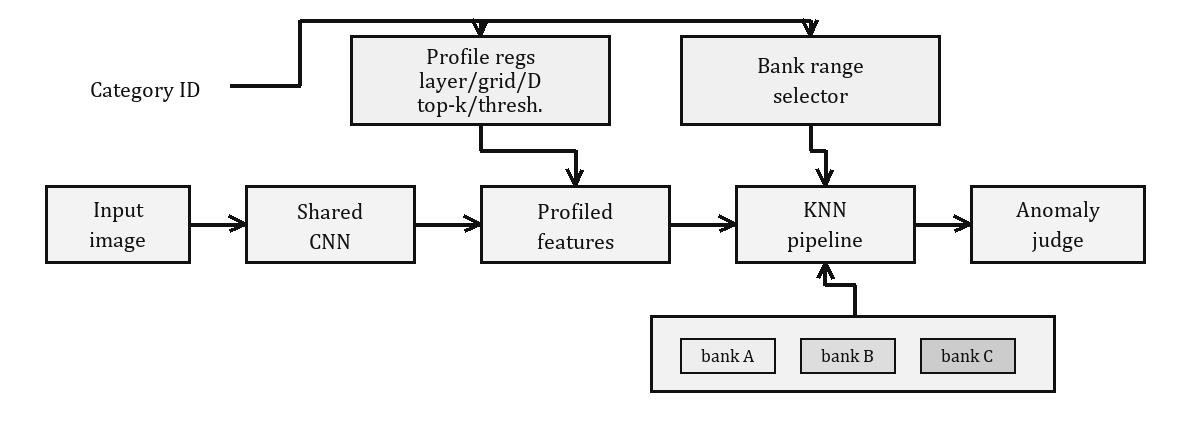 Category ID
Profile regs
layer/grid/D
top-k/thresh.
Bank range
selector
Input
image
Shared
CNN
Profiled
features
KNN
pipeline
Anomaly
judge
bank A
bank B
bank C